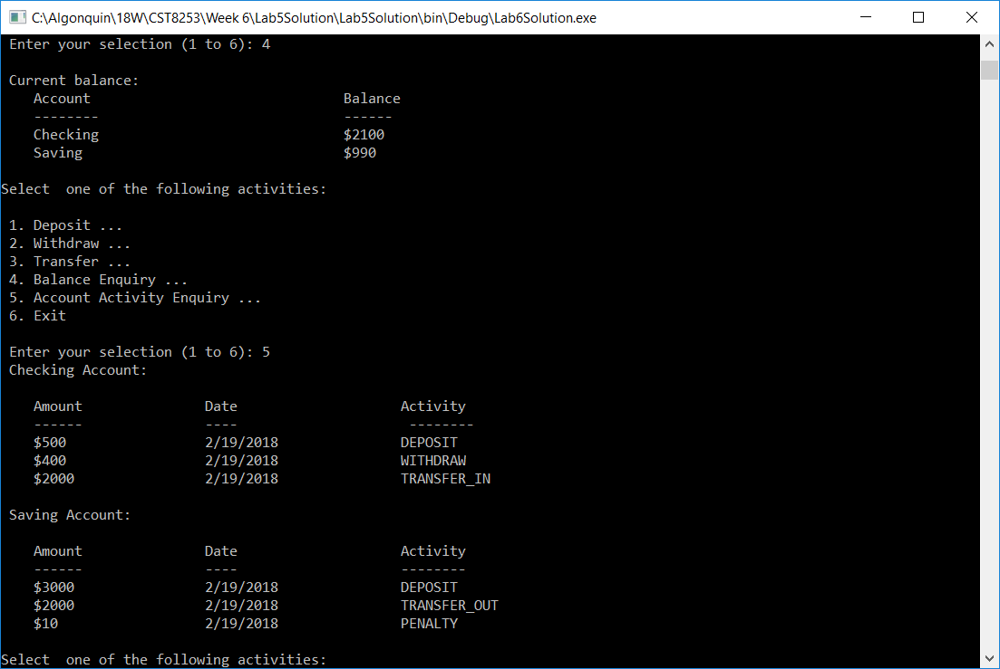 C:\Algonquin\18W\CST8253\Week 6\Lab5Solution\Lab5Solution\bin\Debug\Lab6Solution.exe
Enter your selection (1 to 6): 4
Current balance:
Account Balance
-------- ------
Checking $2100
Saving $990
Select  one of the following activities:
1. Deposit ...
2. Withdraw ...
3. Transfer ...
4. Balance Enquiry ...
5. Account Activity Enquiry ...
6. Exit
Enter your selection (1 to 6): 5
Checking Account:
Amount Date Activity
------ ---- --------
$500 2/19/2018 DEPOSIT
$400 2/19/2018 WITHDRAW
$2000 2/19/2018 TRANSFER_IN
Saving Account:
Amount Date Activity
------ ---- --------
$3000 2/19/2018 DEPOSIT
$2000 2/19/2018 TRANSFER_OUT
$10 2/19/2018 PENALTY
Select  one of the following activities: